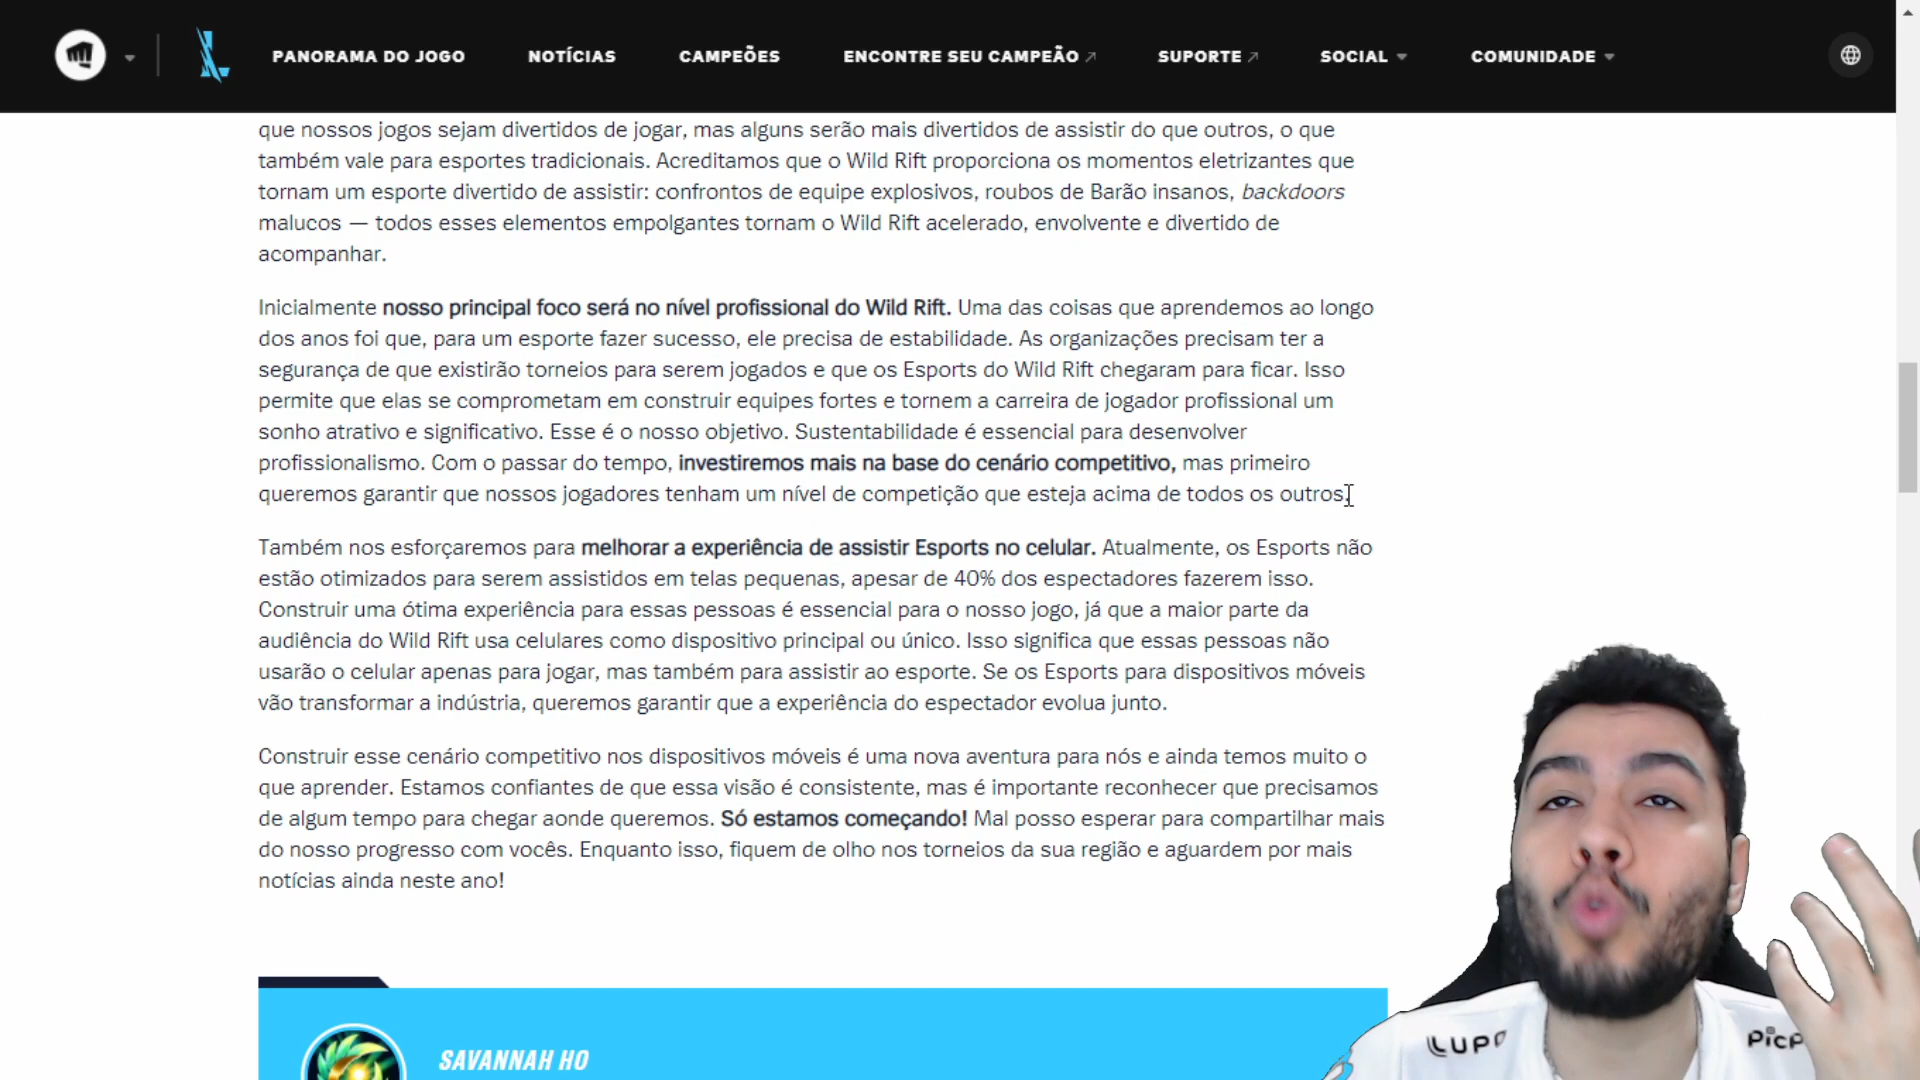 PANORAMA DO JOGO NOTÍCIAS CAMPEÕES ENCONTRE SEU CAMPEÃO SUPORTE SOCIAL COMUNIDADE
que nossos jogos sejam divertidos de jogar, mas alguns serão mais divertidos de assistir do que outros, o que
também vale para esportes tradicionais. Acreditamos que o Wild Rift proporciona os momentos eletrizantes que
tornam um esporte divertido de assistir: confrontos de equipe explosivos, roubos de Barão insanos, backdoors
malucos — todos esses elementos empolgantes tornam o Wild Rift acelerado, envolvente e divertido de
acompanhar.
Inicialmente nosso principal foco será no nível profissional do Wild Rift. Uma das coisas que aprendemos ao longo
dos anos foi que, para um esporte fazer sucesso, ele precisa de estabilidade. As organizações precisam ter a
segurança de que existirão torneios para serem jogados e que os Esports do Wild Rift chegaram para ficar. Isso
permite que elas se comprometam em construir equipes fortes e tornem a carreira de jogador profissional um
sonho atrativo e significativo. Esse é o nosso objetivo. Sustentabilidade é essencial para desenvolver
profissionalismo. Com o passar do tempo, investiremos mais na base do cenário competitivo, mas primeiro
queremos garantir que nossos jogadores tenham um nível de competição que esteja acima de todos os outros.
Também nos esforçaremos para melhorar a experiência de assistir Esports no celular. Atualmente, os Esports não
estão otimizados para serem assistidos em telas pequenas, apesar de 40% dos espectadores fazerem isso.
Construir uma ótima experiência para essas pessoas é essencial para o nosso jogo, já que a maior parte da
audiência do Wild Rift usa celulares como dispositivo principal ou único. Isso significa que essas pessoas não
usarão o celular apenas para jogar, mas também para assistir ao esporte. Se os Esports para dispositivos móveis
vão transformar a indústria, queremos garantir que a experiência do espectador evolua junto.
Construir esse cenário competitivo nos dispositivos móveis é uma nova aventura para nós e ainda temos muito o
que aprender. Estamos confiantes de que essa visão é consistente, mas é importante reconhecer que precisamos
de algum tempo para chegar aonde queremos. Só estamos começando! Mal posso esperar para compartilhar mais
do nosso progresso com vocês. Enquanto isso, fiquem de olho nos torneios da sua região e aguardem por mais
notícias ainda neste ano!
SAVANNAH HO
LUPO
PicP